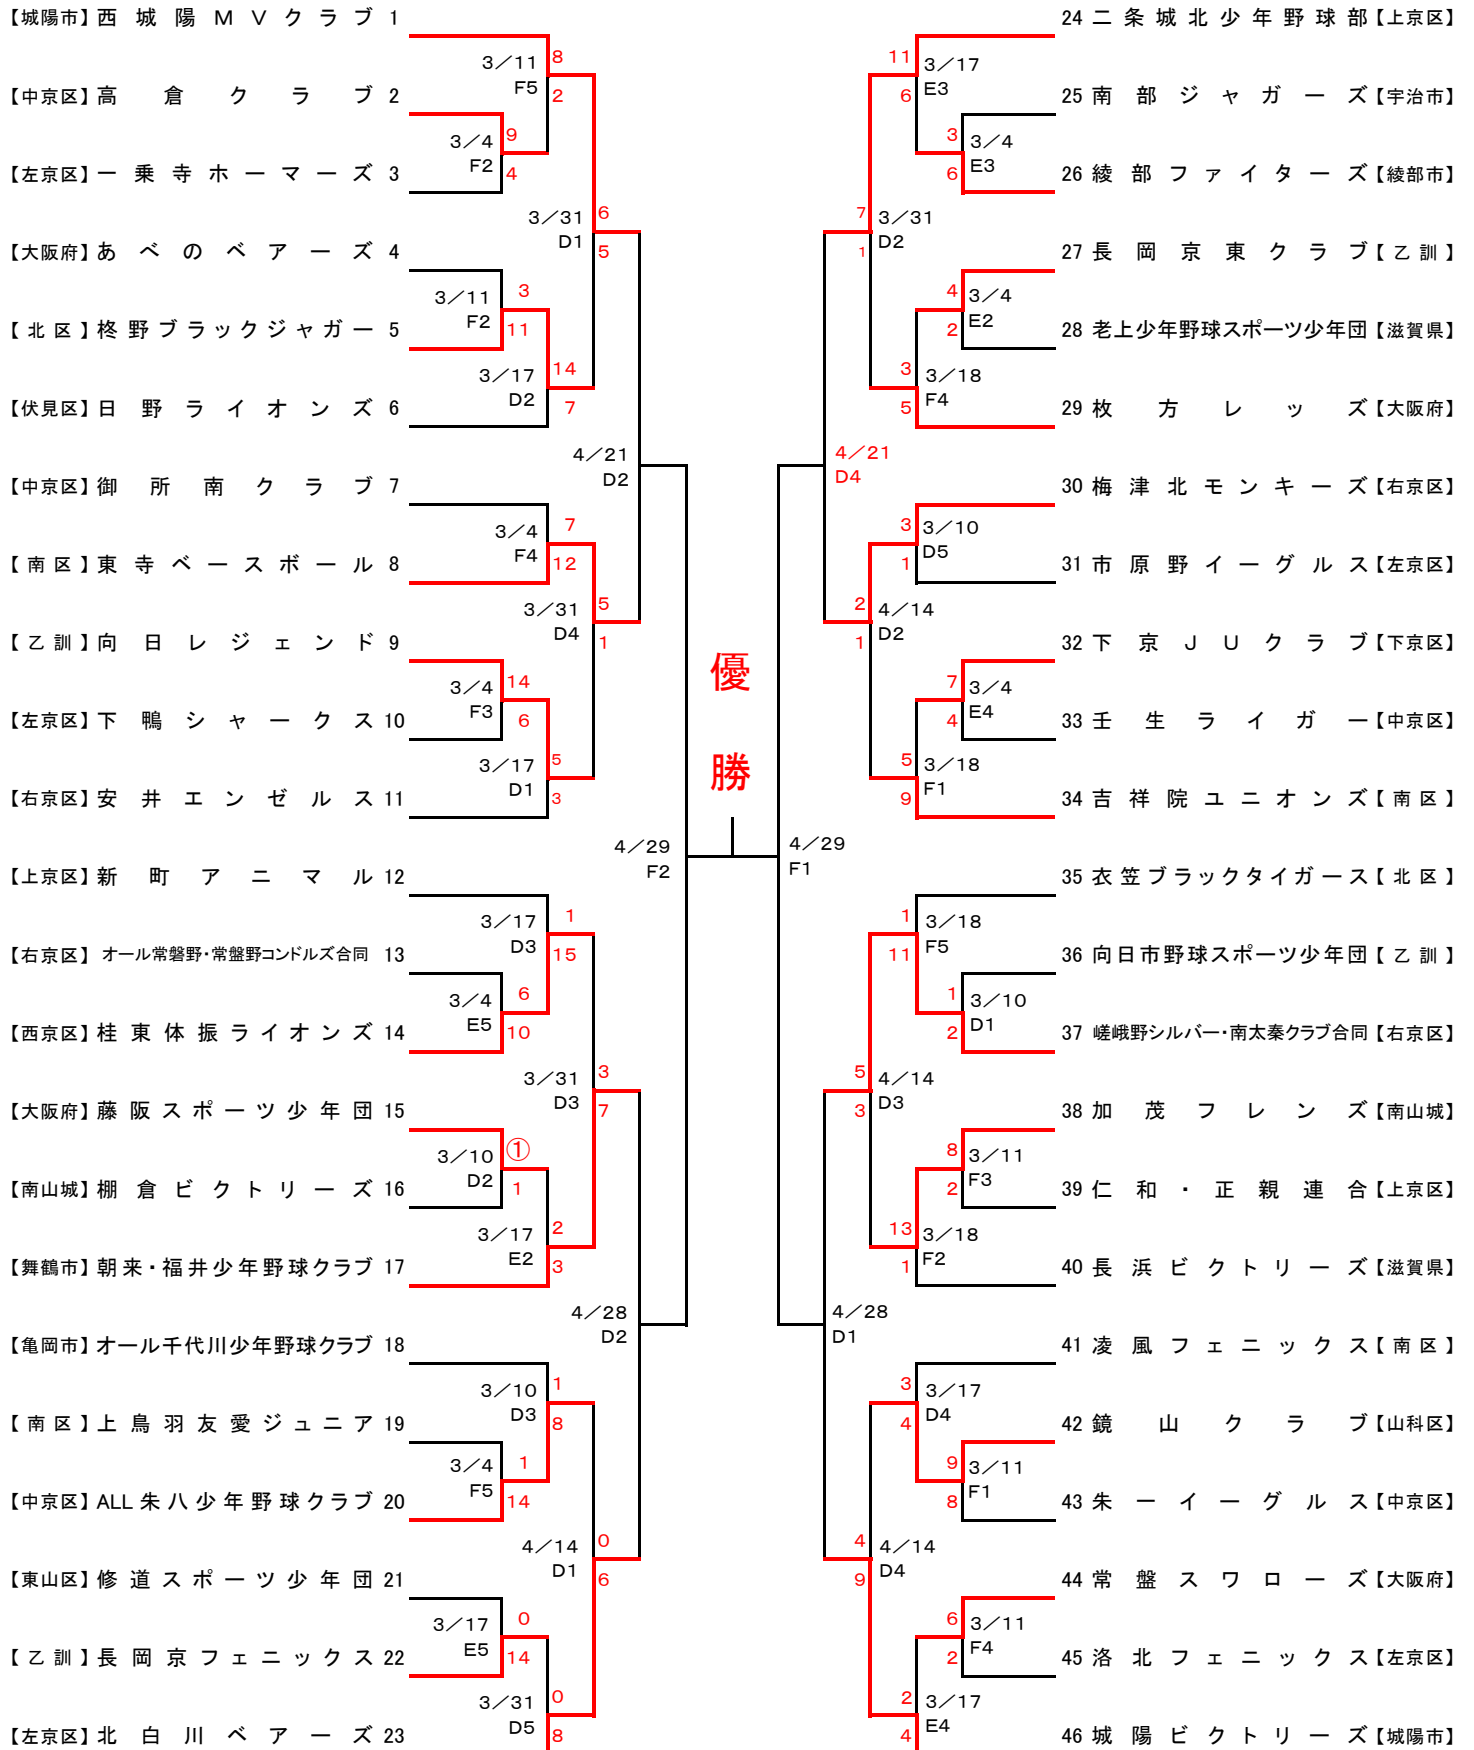 【城陽市】 西城陽MVクラブ 1
8
3/11
F5
2
【中京区】 高倉クラブ 2
9
3/4
F2
4
【左京区】 一乗寺ホーマーズ 3
6
3/31
D1
5
【大阪府】 あべのベアーズ 4
3
3/11
F2
11
【北区】 柊野ブラックジャガー 5
14
3/17
D2
7
【伏見区】 日野ライオンズ 6
4/21
D2
【中京区】 御所南クラブ 7
7
3/4
F4
12
【南区】 東寺ベースボール 8
5
3/31
D4
1
【乙訓】 向日レジェンド 9
14
3/4
F3
6
【左京区】 下鴨シャークス 10
5
3/17
D1
3
【右京区】 安井エンゼルス 11
4/29
F2
【上京区】 新町アニマル 12
1
3/17
D3
15
【右京区】 オール常磐野・常盤野コンドルズ合同 13
6
3/4
E5
10
【西京区】 桂東体振ライオンズ 14
3
3/31
D3
7
【大阪府】 藤阪スポーツ少年団 15
①
3/10
D2
1
【南山城】 棚倉ビクトリーズ 16
2
3/17
E2
3
【舞鶴市】 朝来・福井少年野球クラブ 17
4/28
D2
【亀岡市】 オール千代川少年野球クラブ 18
1
3/10
D3
8
【南区】 上鳥羽友愛ジュニア 19
1
3/4
F5
14
【中京区】 ALL朱八少年野球クラブ 20
0
4/14
D1
6
【東山区】 修道スポーツ少年団 21
0
3/17
E5
14
【乙訓】 長岡京フェニックス 22
0
3/31
D5
8
【左京区】 北白川ベアーズ 23
優
勝
24 二条城北少年野球部 【上京区】
11
3/17
E3
6
25 南部ジャガーズ 【宇治市】
3
3/4
E3
6
26 綾部ファイターズ 【綾部市】
7
3/31
D2
1
27 長岡京東クラブ 【乙訓】
4
3/4
E2
2
28 老上少年野球スポーツ少年団 【滋賀県】
3
3/18
F4
5
29 枚方レッズ 【大阪府】
4/21
D4
30 梅津北モンキーズ 【右京区】
3
3/10
D5
1
31 市原野イーグルス 【左京区】
2
4/14
D2
1
32 下京JUクラブ 【下京区】
7
3/4
E4
4
33 壬生ライガー 【中京区】
5
3/18
F1
9
34 吉祥院ユニオンズ 【南区】
4/29
F1
35 衣笠ブラックタイガース 【北区】
1
3/18
F5
11
36 向日市野球スポーツ少年団 【乙訓】
1
3/10
D1
2
37 嵯峨野シルバー・南太秦クラブ合同 【右京区】
5
4/14
D3
3
38 加茂フレンズ 【南山城】
8
3/11
F3
2
39 仁和・正親連合 【上京区】
13
3/18
F2
1
40 長浜ビクトリーズ 【滋賀県】
4/28
D1
41 凌風フェニックス 【南区】
3
3/17
D4
4
42 鏡山クラブ 【山科区】
9
3/11
F1
8
43 朱一イーグルス 【中京区】
4
4/14
D4
9
44 常盤スワローズ 【大阪府】
6
3/11
F4
2
45 洛北フェニックス 【左京区】
2
3/17
E4
4
46 城陽ビクトリーズ 【城陽市】